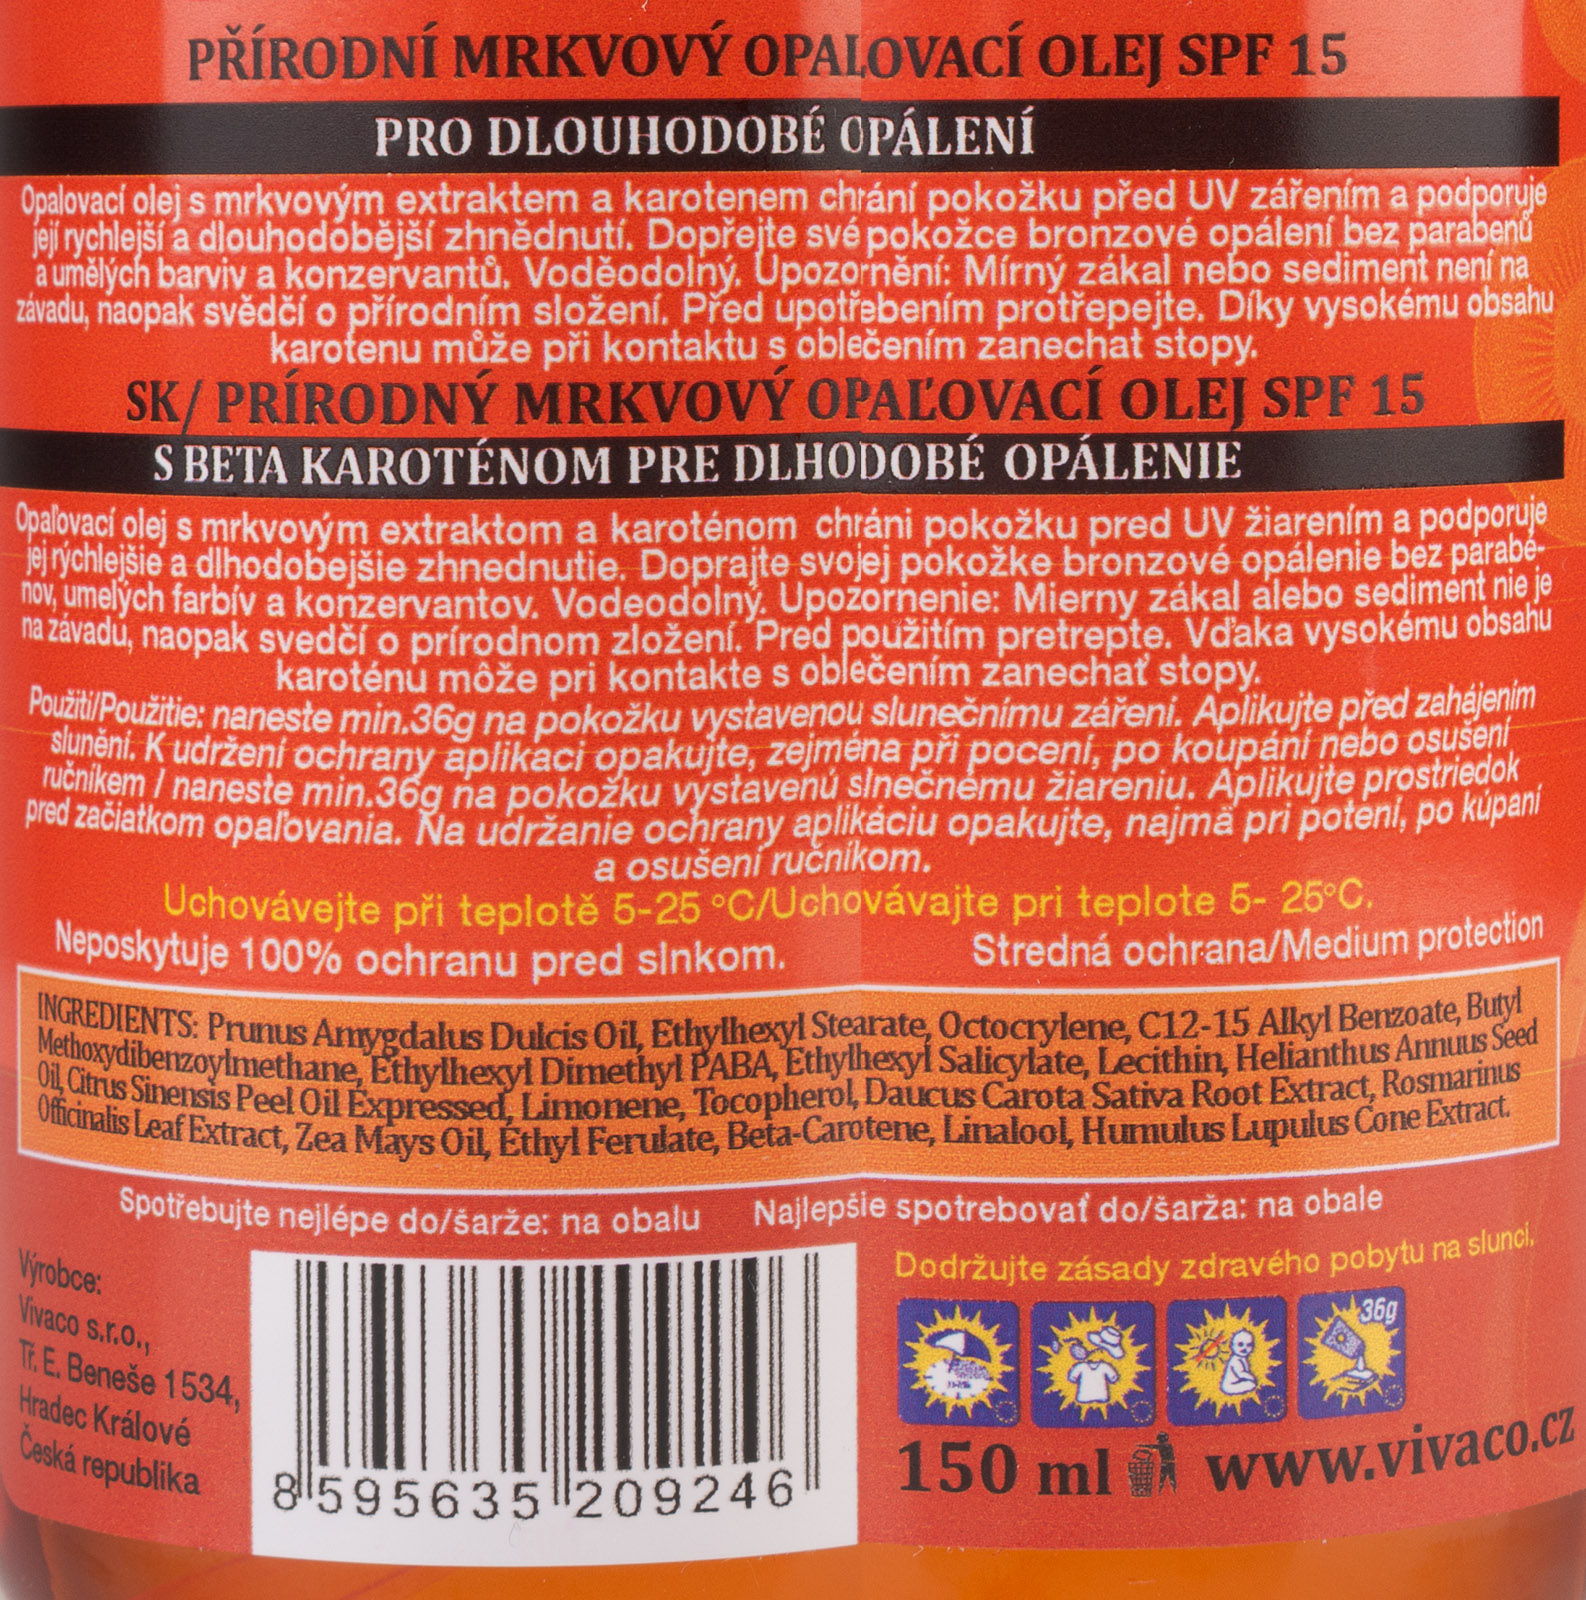 PŘÍRODNÍ MRKVOVÝ OPALOVACÍ OLEJ SPF 15
PRO DLOUHODOBÉ OPÁLENÍ
Opalovací olej s mrkvovým extraktem a karotenem chrání pokožku před UV zářením a podporuje
její rychlejší a dlouhodobější zhnědnutí. Dopřejte své pokožce bronzové opálení bez parabenů
a umělých barviv a konzervantů. Voděodolný. Upozornění: Mírný zákal nebo sediment není na
závadu, naopak svědčí o přírodním složení. Před upotřebením protřepejte. Díky vysokému obsahu
karotenu může při kontaktu s oblečením zanechat stopy.
SK/ PRÍRODNÝ MRKVOVÝ OPAĽOVACÍ OLEJ SPF 15
S BETA KAROTÉNOM PRE DLHODOBÉ OPÁLENIE
Opaľovací olej s mrkvovým extraktom a karoténom chráni pokožku pred UV žiarením a podporuje
jej rýchlejšie a dlhodobejšie zhnednutie. Doprajte svojej pokožke bronzové opálenie bez parabé-
nov, umelých farbív a konzervantov. Vodeodolný. Upozornenie: Mierny zákal alebo sediment nie je
na závadu, naopak svedčí o prírodnom zložení. Pred použitím pretrepte. Vďaka vysokému obsahu
karoténu môže pri kontakte s oblečením zanechať stopy.
Použití/Použitie: naneste min.36g na pokožku vystavenou slunečnímu záření. Aplikujte před zahájením
slunění. K udržení ochrany aplikaci opakujte, zejména při pocení, po koupání nebo osušení
ručníkem / naneste min.36g na pokožku vystavenú slnečnému žiareniu. Aplikujte prostriedok
pred začiatkom opaľovania. Na udržanie ochrany aplikáciu opakujte, najmä pri potení, po kúpaní
a osušení ručníkom.
Uchovávejte při teplotě 5-25 °C/Uchovávajte pri teplote 5- 25°C.
Neposkytuje 100% ochranu pred slnkom. Stredná ochrana/Medium protection
INGREDIENTS: Prunus Amygdalus Dulcis Oil, Ethylhexyl Stearate, Octocrylene, C12-15 Alkyl Benzoate, Butyl
Methoxydibenzoylmethane, Ethylhexyl Dimethyl PABA, Ethylhexyl Salicylate, Lecithin, Helianthus Annuus Seed
Oil, Citrus Sinensis Peel Oil Expressed, Limonene, Tocopherol, Daucus Carota Sativa Root Extract, Rosmarinus
Officinalis Leaf Extract, Zea Mays Oil, Ethyl Ferulate, Beta-Carotene, Linalool, Humulus Lupulus Cone Extract.
Spotřebujte nejlépe do/šarže: na obalu Najlepšie spotrebovať do/šarža: na obale
Výrobce:
Vivaco s.r.o.,
Tř. E. Beneše 1534,
Hradec Králové
Česká republika
8 595635 209246
Dodržujte zásady zdravého pobytu na slunci.
36g
150 ml www.vivaco.cz